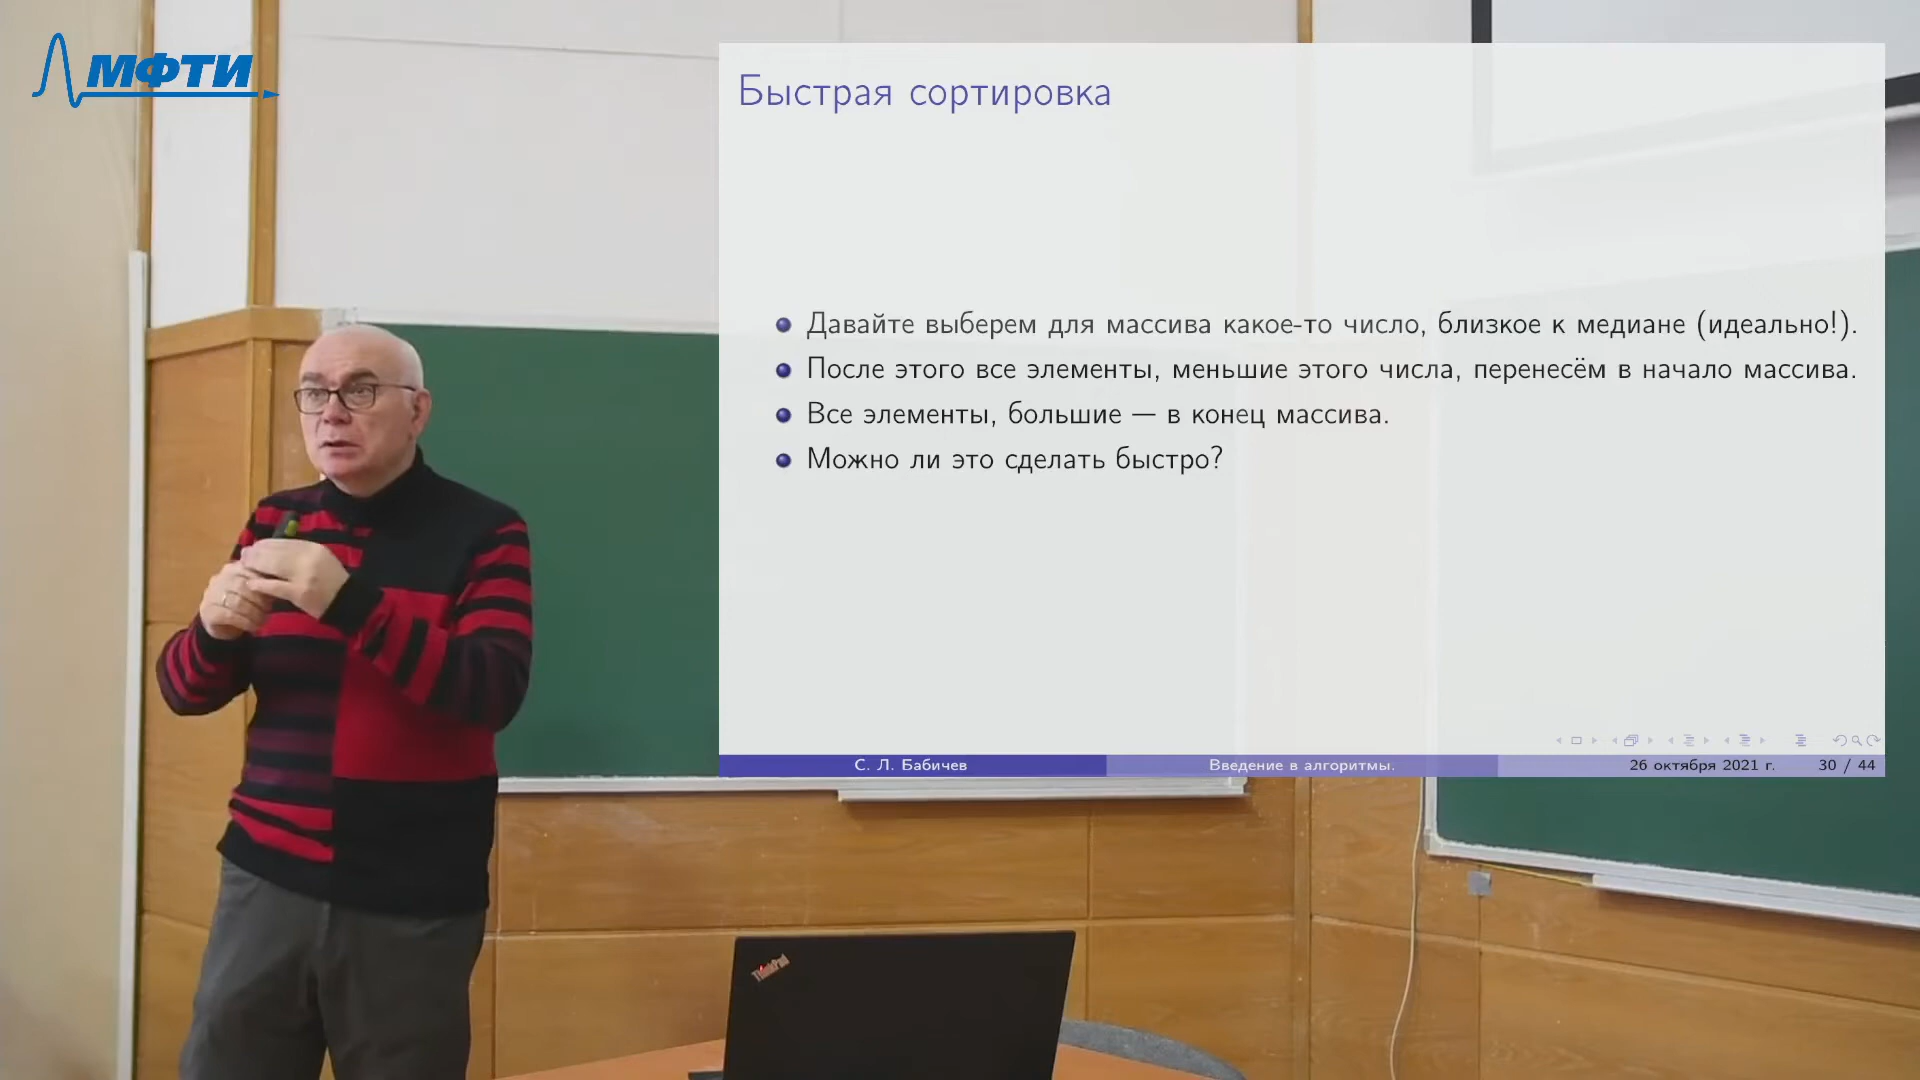 МФТИ
Быстрая сортировка
Давайте выберем для массива какое-то число, близкое к медиане (идеально!).
После этого все элементы, меньшие этого числа, перенесём в начало массива.
Все элементы, большие — в конец массива.
Можно ли это сделать быстро?
С. Л. Бабичев
Введение в алгоритмы.
26 октября 2021 г.
30 / 44
ThinkPad